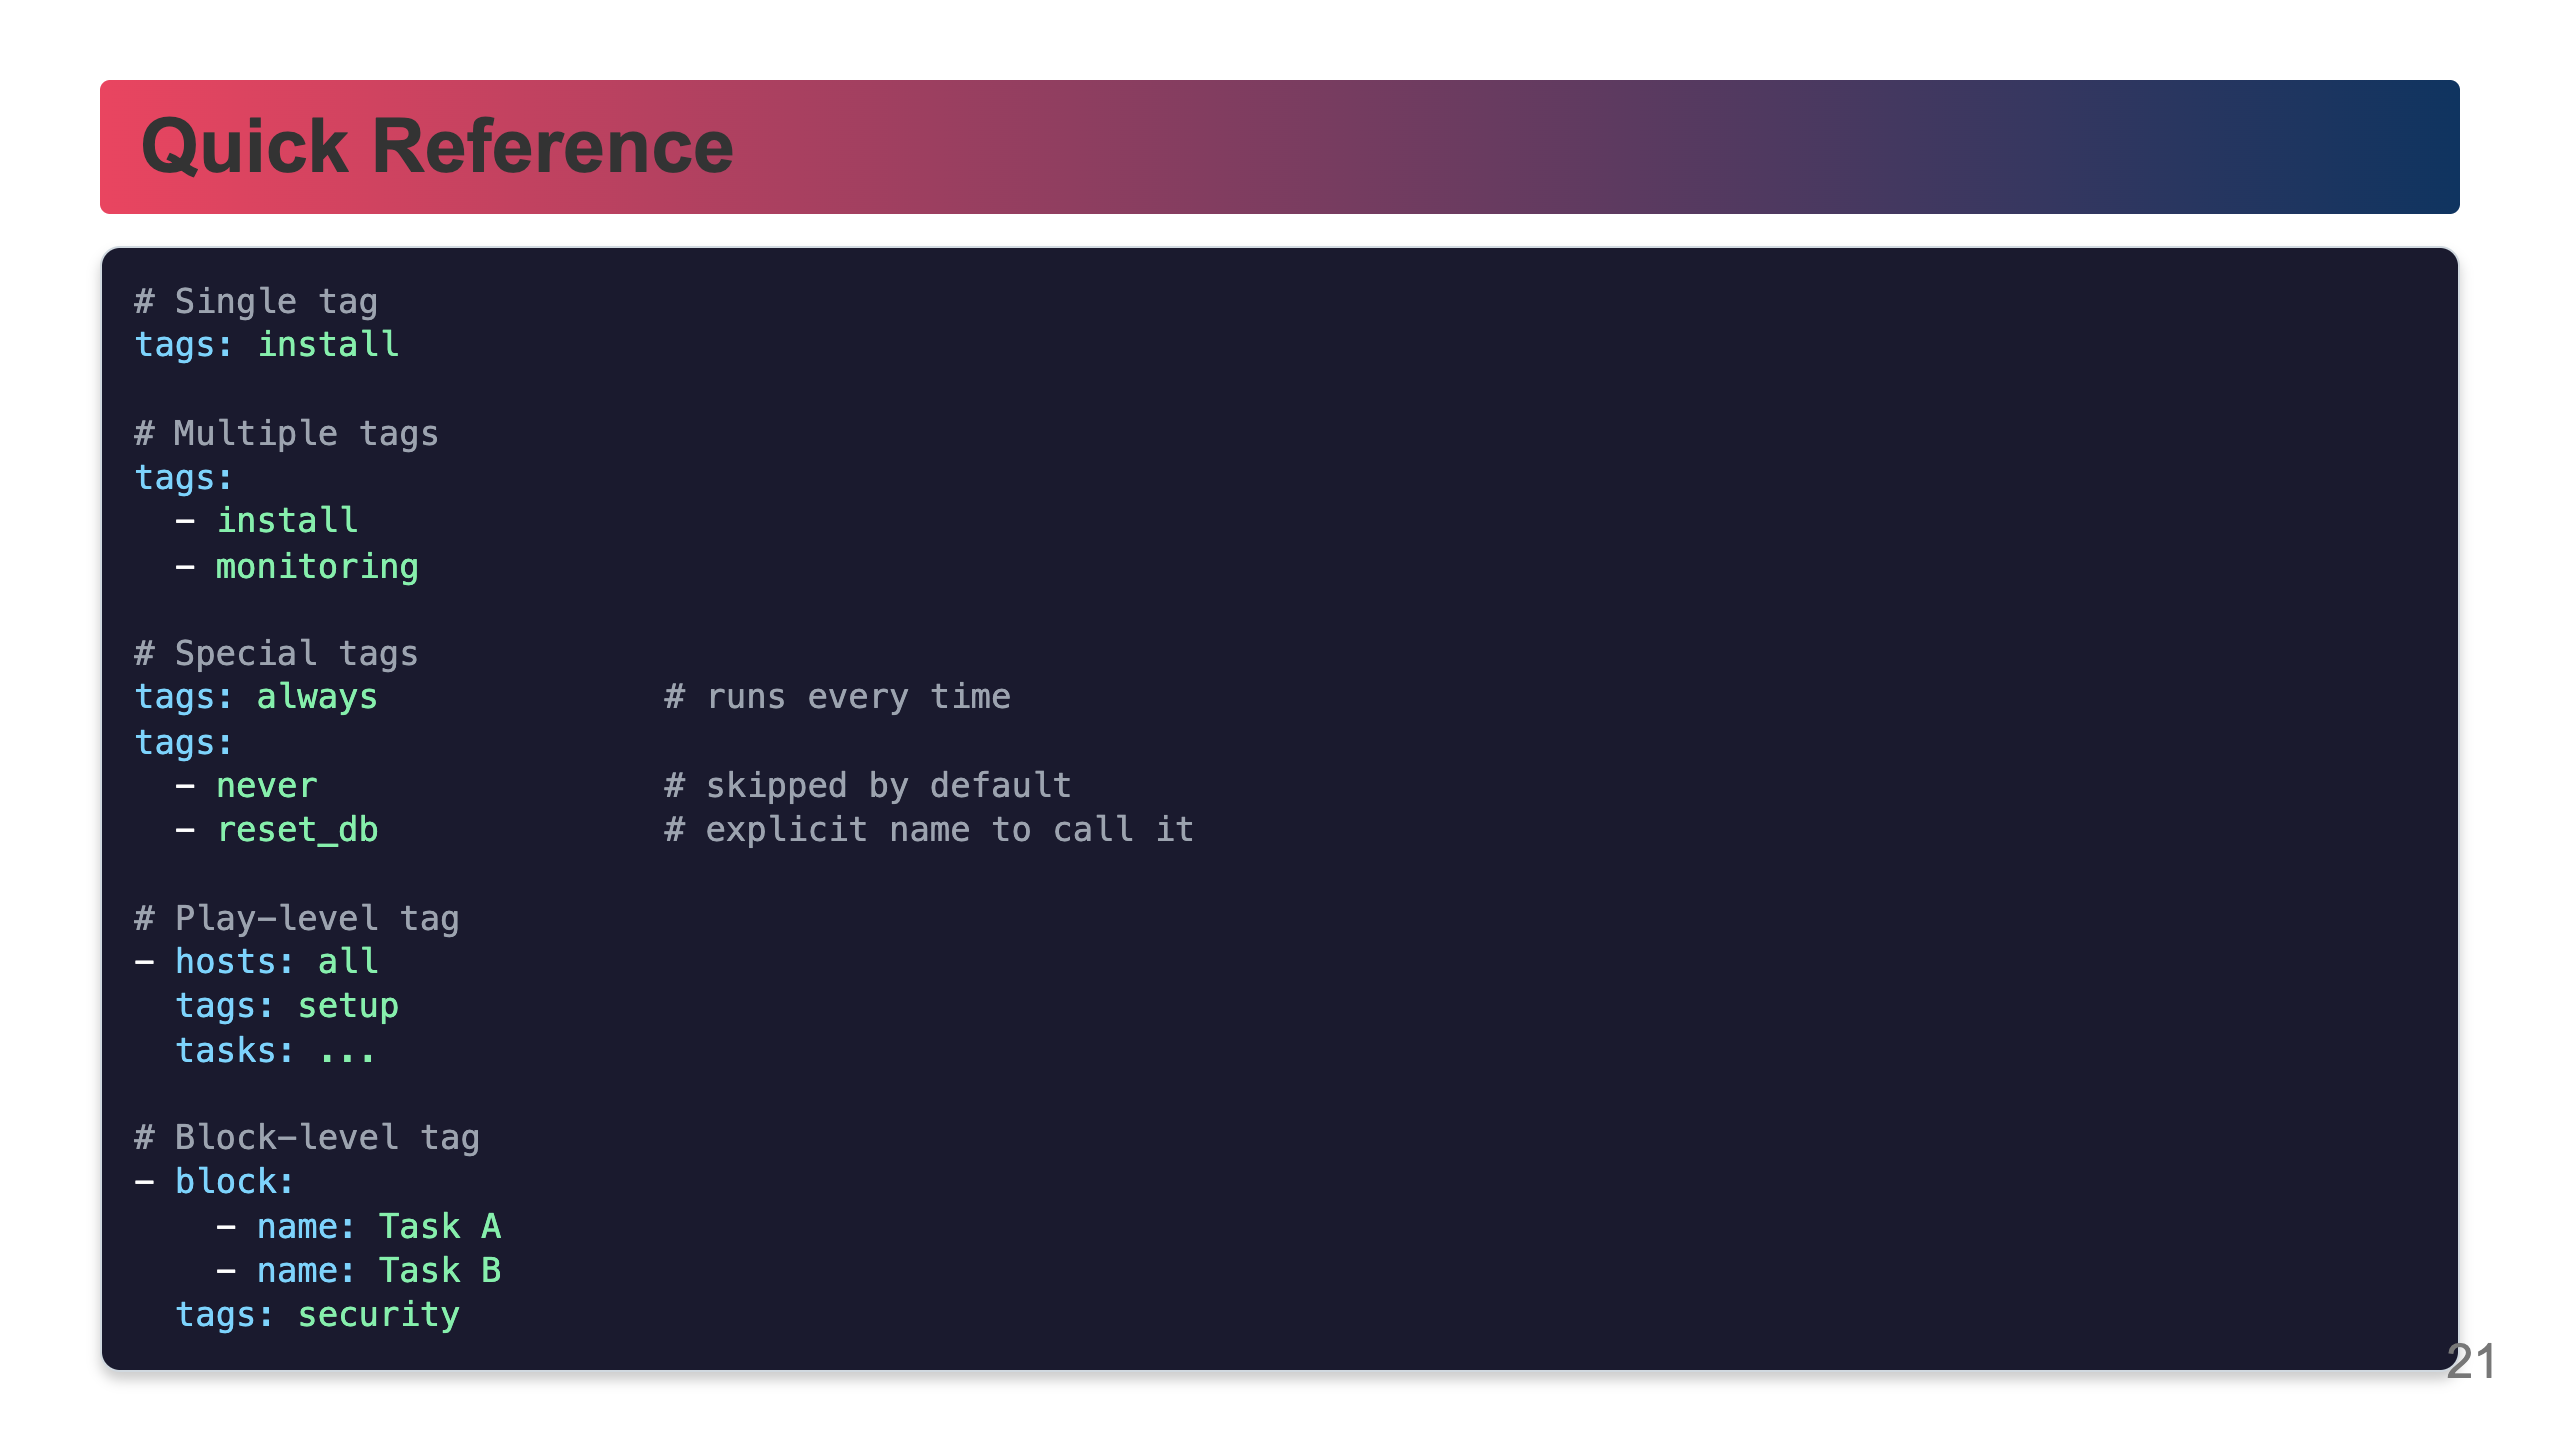 Quick Reference
# Single tag
tags: install
# Multiple tags
tags:
  - install
  - monitoring
# Special tags
tags: always              # runs every time
tags:
  - never                 # skipped by default
  - reset_db              # explicit name to call it
# Play-level tag
- hosts: all
  tags: setup
  tasks: ...
# Block-level tag
- block:
    - name: Task A
    - name: Task B
  tags: security
21